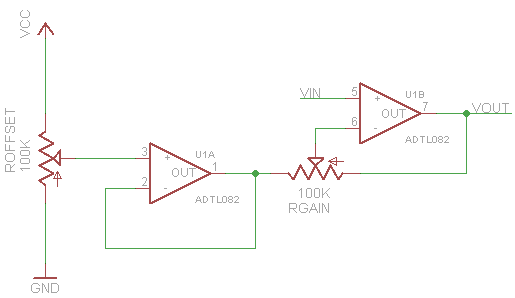 VCC
ROFFSET
100K
GND
3
2
+
-
OUT
1
U1A
ADTL082
100K
RGAIN
VIN
5
6
+
-
OUT
U1B
7
ADTL082
VOUT